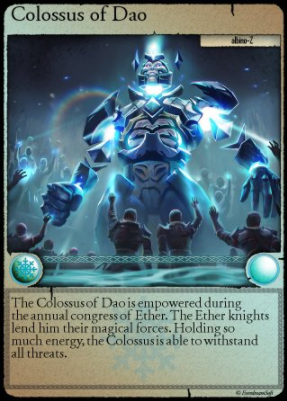 Colossus of Dao
albino-Z
The Colossus of Dao is empowered during
the annual congress of Ether. The Ether knights
lend him their magical forces. Holding so
much energy, the Colossus is able to withstand
all threats.